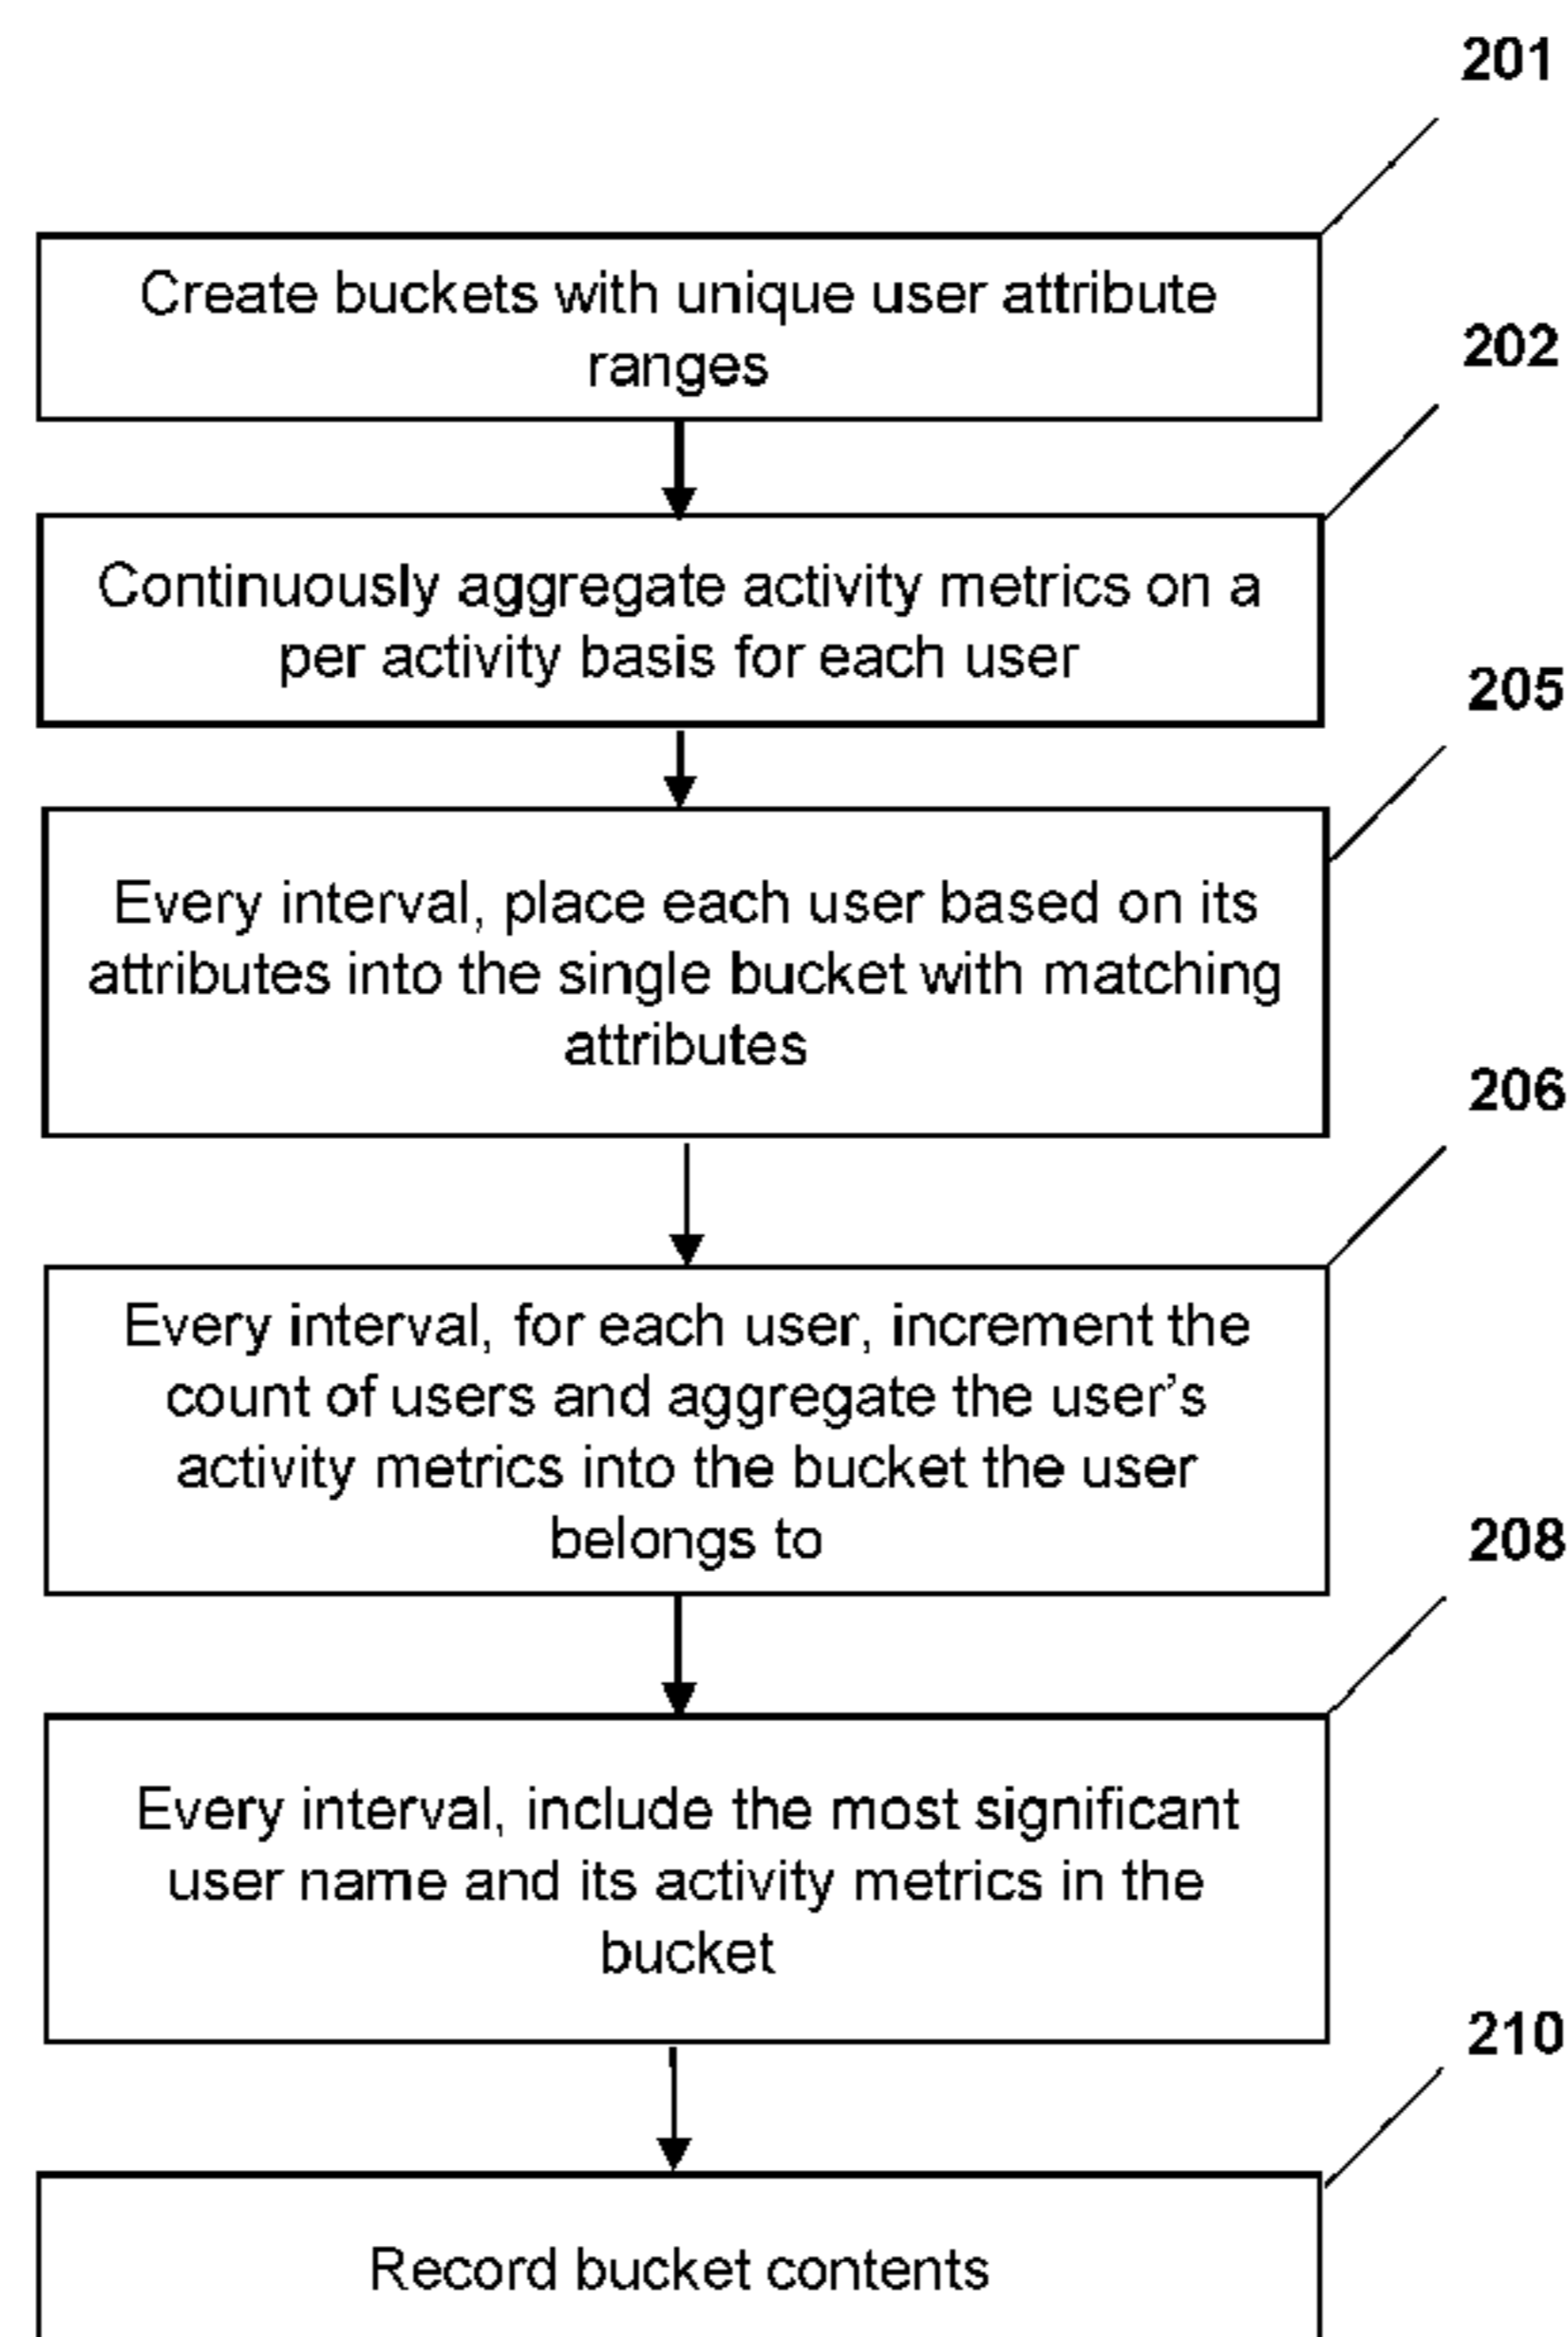 201
Create buckets with unique user attribute
ranges
202
Continuously aggregate activity metrics on a
per activity basis for each user
205
Every interval, place each user based on its
attributes into the single bucket with matching
attributes
206
Every interval, for each user, increment the
count of users and aggregate the user's
activity metrics into the bucket the user
belongs to
208
Every interval, include the most significant
user name and its activity metrics in the
bucket
210
Record bucket contents